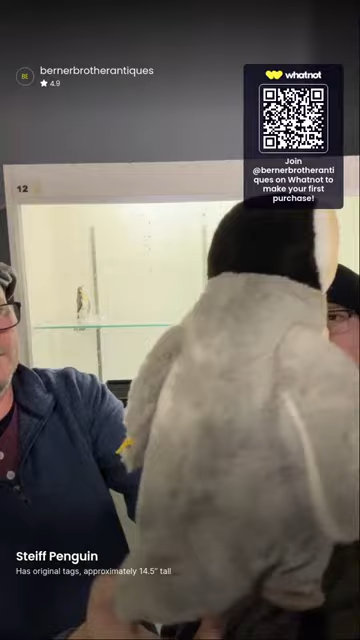 BE
bernerbrotherantiques
★ 4.9
whatnot
Join
@bernerbrotheranti
ques on Whatnot to
make your first
purchase!
12
Steiff Penguin
Has original tags, approximately 14.5" tall